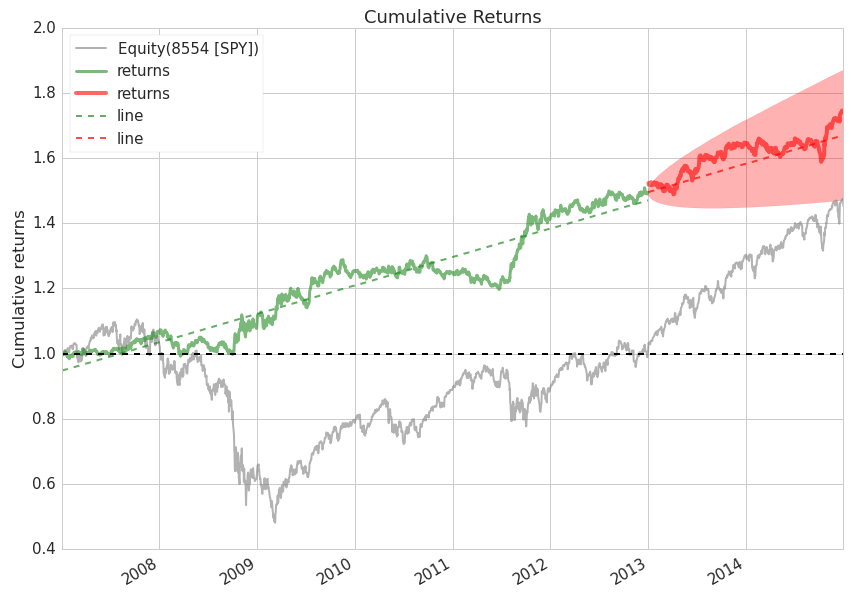 Cumulative Returns
2.0
1.8
1.6
1.4
1.2
1.0
0.8
0.6
0.4
Cumulative returns
Equity(8554 [SPY])
returns
returns
line
line
2008
2009
2010
2011
2012
2013
2014